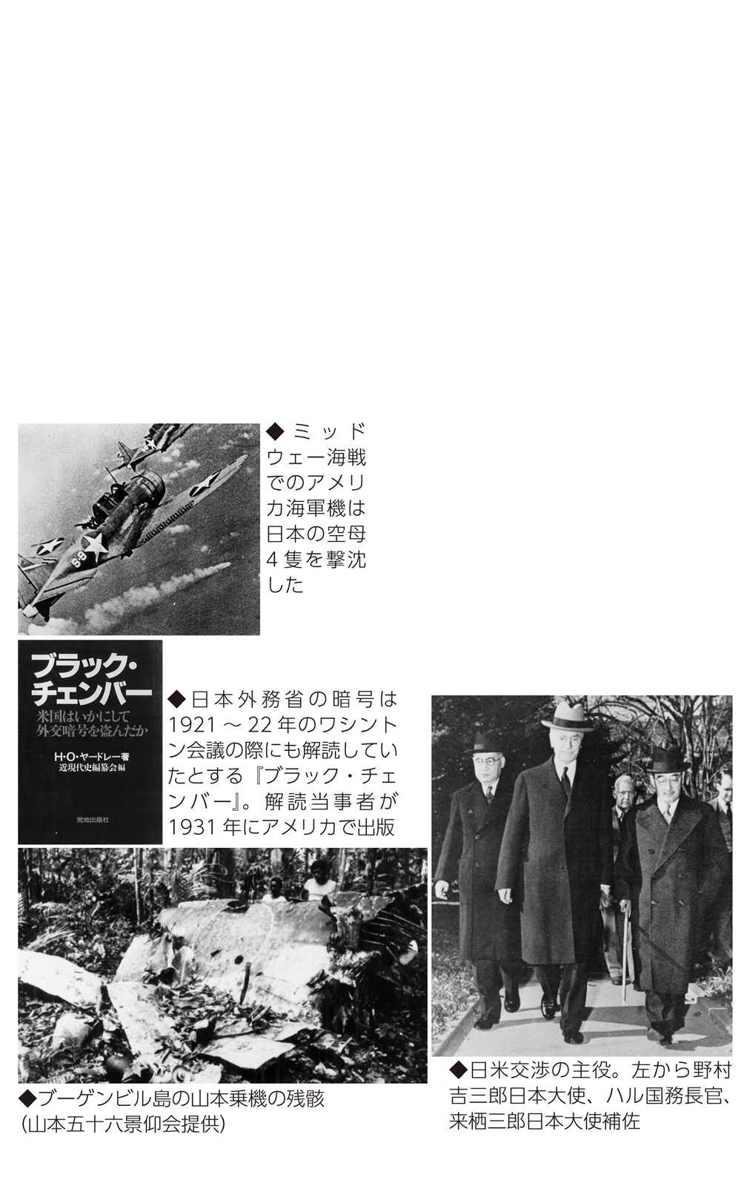 ◆ミッド
ウェー海戦
でのアメリ
カ海軍機は
日本の空母
4隻を撃沈
した
S9
ブラック・
チェンバー
米国はいかにして
外交暗号を盗んだか
H・O・ヤードレー著
近現代史編纂会編
荒地出版社
◆日本外務省の暗号は
1921～22年のワシント
ン会議の際にも解読してい
たとする『ブラック・チェ
ンバー』。解読当事者が
1931年にアメリカで出版
◆ブーゲンビル島の山本乗機の残骸
(山本五十六景仰会提供)
◆日米交渉の主役。左から野村
吉三郎日本大使、ハル国務長官、
来栖三郎日本大使補佐